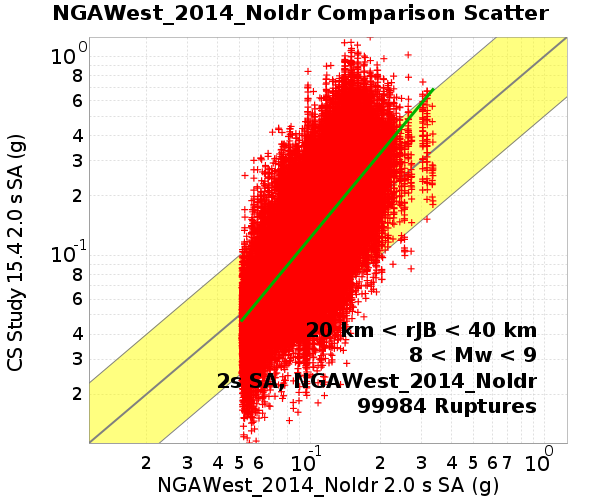 NGAWest_2014_NoIdr Comparison Scatter
CS Study 15.4 2.0 s SA (g)
10^0
8
6
4
3
2
10^-1
8
6
4
3
2
20 km < rJB < 40 km
8 < Mw < 9
2s SA, NGAWest_2014_NoIdr
99984 Ruptures
2 3 4 5 6 10^-1 2 3 4 5 6 7 10^0
NGAWest_2014_NoIdr 2.0 s SA (g)